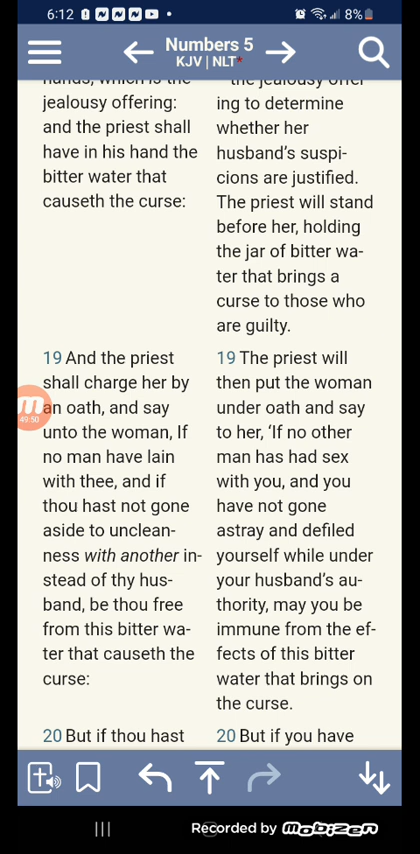 6:12
8%
Numbers 5
KJV | NLT*
hands, which is the
jealousy offering:
and the priest shall
have in his hand the
bitter water that
causeth the curse:
the jealousy offer-
ing to determine
whether her
husband's suspi-
cions are justified.
The priest will stand
before her, holding
the jar of bitter wa-
ter that brings a
curse to those who
are guilty.
19 And the priest
shall charge her by
an oath, and say
unto the woman, If
no man have lain
with thee, and if
thou hast not gone
aside to unclean-
ness with another in-
stead of thy hus-
band, be thou free
from this bitter wa-
ter that causeth the
curse:
19 The priest will
then put the woman
under oath and say
to her, 'If no other
man has had sex
with you, and you
have not gone
astray and defiled
yourself while under
your husband's au-
thority, may you be
immune from the ef-
fects of this bitter
water that brings on
the curse.
20 But if thou hast
20 But if you have
49:50
Recorded by mobizen